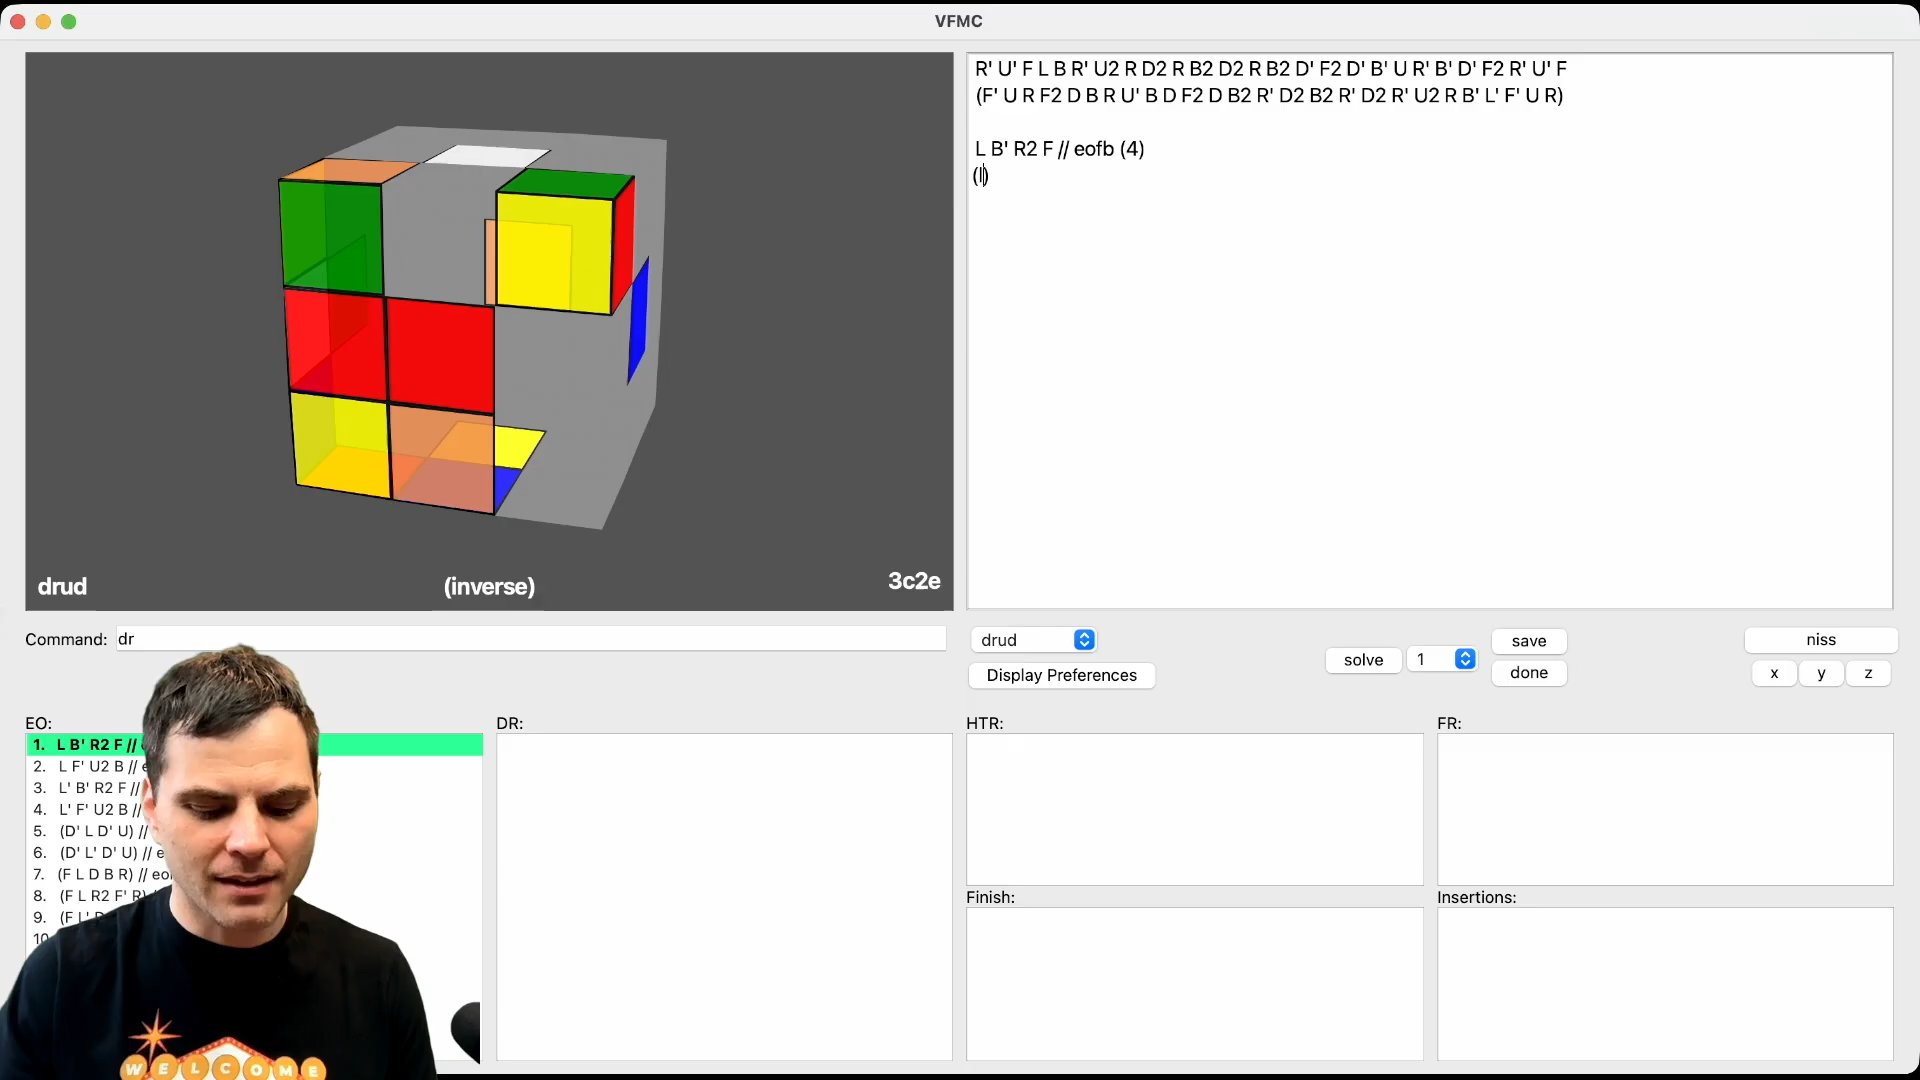 VFMC
R' U' F L B R' U2 R D2 R B2 D2 R B2 D' F2 D' B' U R' B' D' F2 R' U' F
(F' U R F2 D B R U' B D F2 D B2 R' D2 B2 R' D2 R' U2 R B' L' F' U R)
L B' R2 F // eofb (4)
()
drud
(inverse)
3c2e
Command: dr
drud
Display Preferences
solve
1
save
done
niss
x
y
z
EO:
1. L B' R2 F //
2. L F' U2 B //
3. L' B' R2 F //
4. L' F' U2 B //
5. (D' L D' U) //
6. (D' L' D' U) //
7. (F L D B R) //
8. (F L R2 F' R)
9. (F L'
10
DR:
HTR:
FR:
Finish:
Insertions:
WELCOME